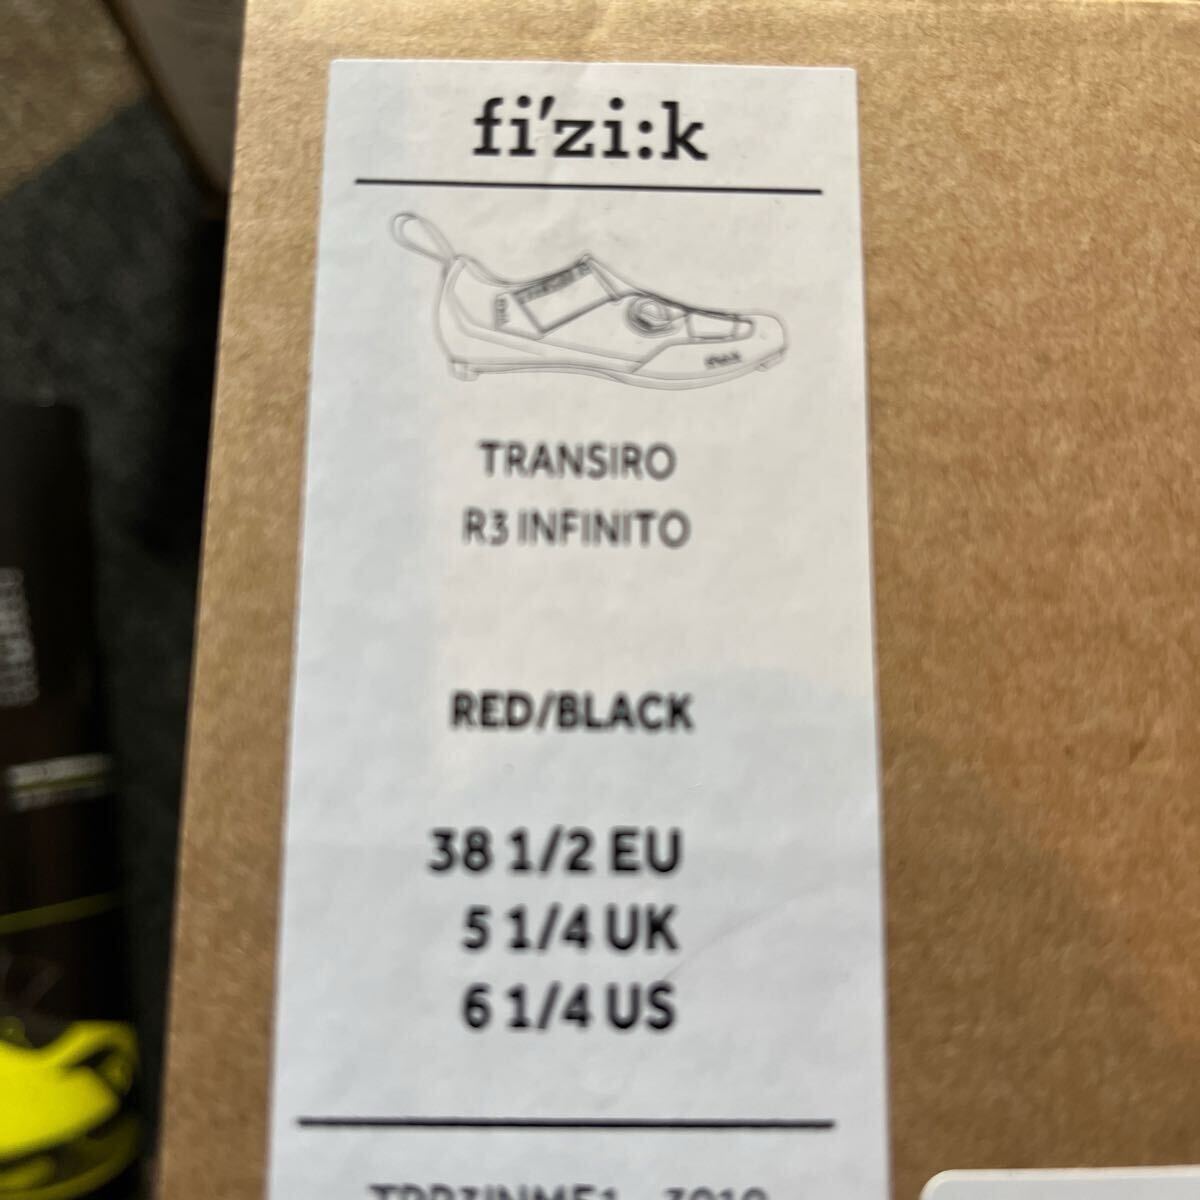 fi'zi:k
TRANSIRO
R3 INFINITO
RED/BLACK
38 1/2 EU
5 1/4 UK
6 1/4 US